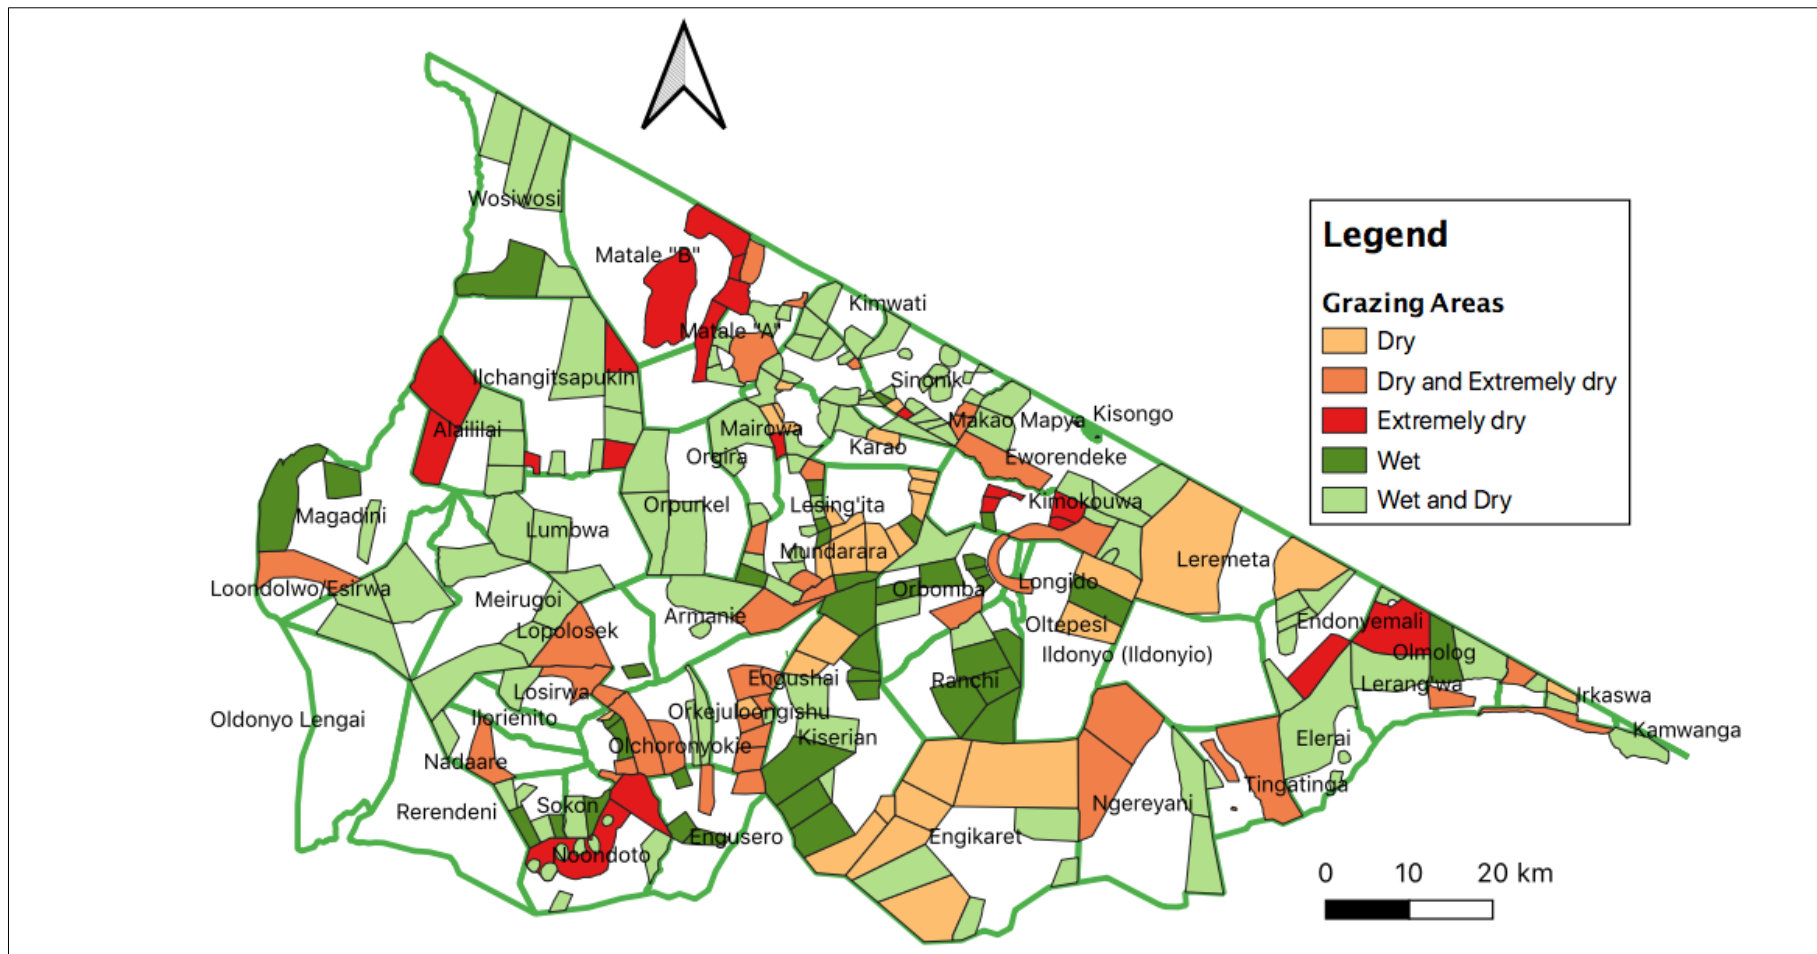 Wosiwosi
Matale "B"
Kimwati
Matale "A"
Ilchangitsapukin
Sinonik
Alaililai
Mairowa
Makao Mapya
Kisongo
Karao
Orgira
Eworendeke
Magadini
Lumbwa
Orpurkel
Lesing'ita
Kimokouwa
Mundarara
Leremeta
Loondolwo/Esirwa
Meirugoi
Orbomba
Longido
Armanie
Lopolosek
Oltepesi
Endonyemali
Ildonyo (Ildonyio)
Olmolog
Engushai
Ranchi
Lerang'wa
Irkaswa
Losirwa
Oldonyo Lengai
Ilorienito
Orkejuloongishu
Kiserian
Olchoronyokie
Elerai
Kamwanga
Nadaare
Tingatinga
Rerendeni
Sokon
Ngereyani
Engusero
Engikaret
Noondoto
Legend
Grazing Areas
Dry
Dry and Extremely dry
Extremely dry
Wet
Wet and Dry
0 10 20 km